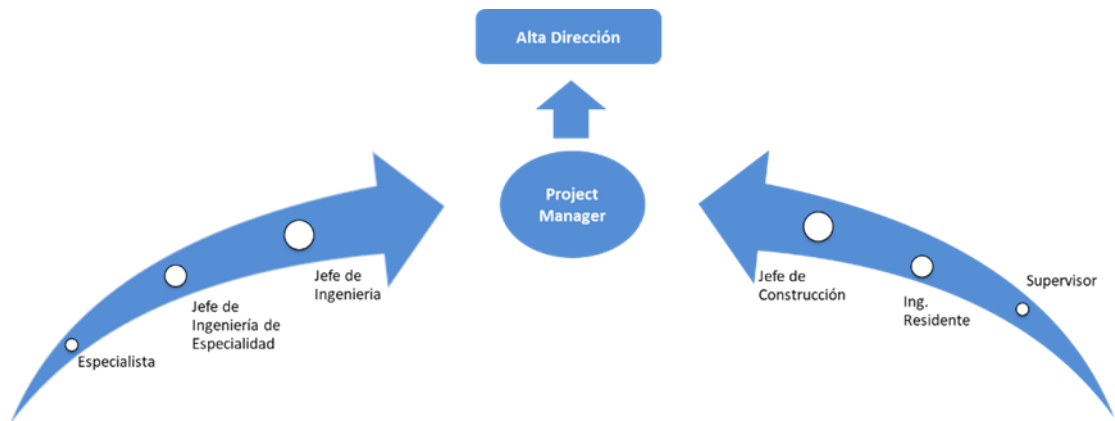 Alta Dirección
Project
Manager
Jefe de
Ingenieria
Jefe de
Ingeniería de
Especialidad
Especialista
Jefe de
Construcción
Ing.
Residente
Supervisor